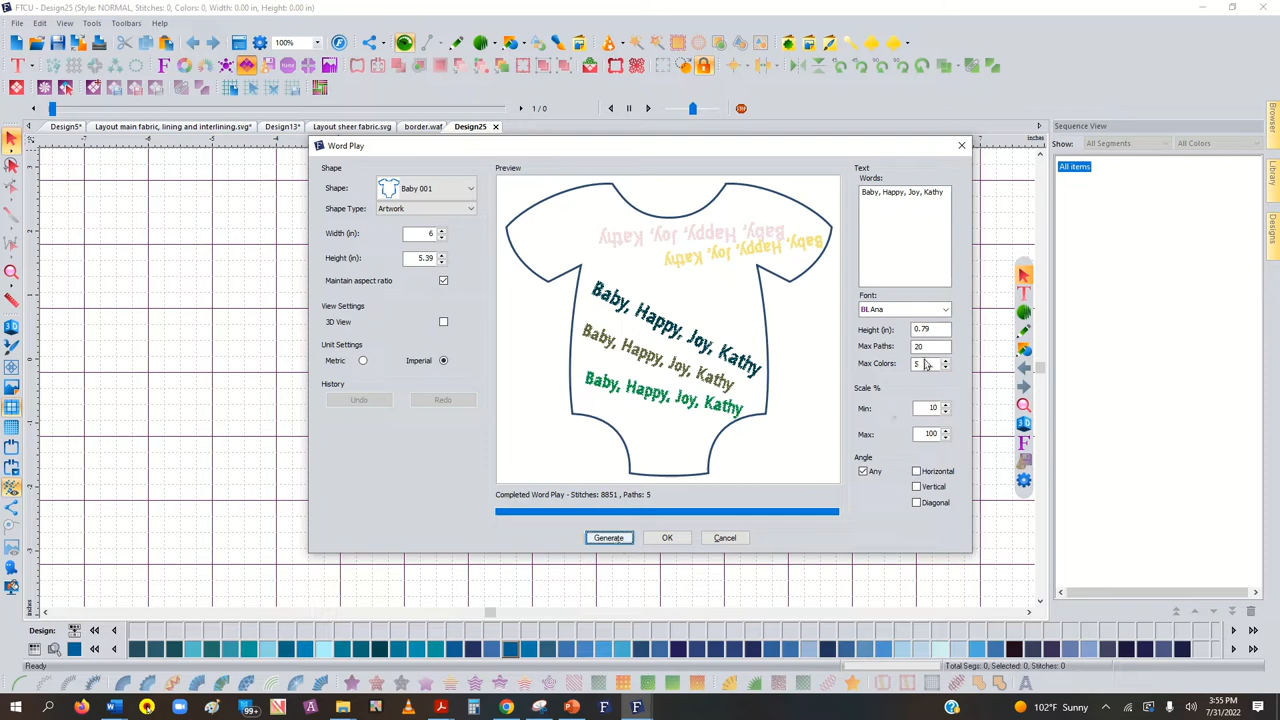 FTCU - Design25 (Style: NORMAL, Stitches: 0, Colors: 0, Width: 0.00 in, Height: 0.00 in)
File Edit View Tools Toolbars Help
100%
1 / 0
Design5* Layout main fabric, lining and interlining.svg* Design13* Layout sheer fabric.svg border.waf Design25
inches
Word Play
Shape
Shape: Baby 001
Shape Type: Artwork
Width (in) 6
Height (in) 5.39
Maintain aspect ratio
View Settings
3D View
Unit Settings
Metric Imperial
History
Undo Redo
Preview
Baby, Happy, Joy, Kathy
Baby, Happy, Joy, Kathy
Baby, Happy, Joy, Kathy
Baby, Happy, Joy, Kathy
Baby, Happy, Joy, Kathy
Completed Word Play - Stitches: 8851 , Paths: 5
Generate OK Cancel
Text
Words:
Baby, Happy, Joy, Kathy
Font:
BL Ana
Height (in): 0.79
Max Paths: 20
Max Colors: 5
Scale %
Min: 10
Max: 100
Angle
Any Horizontal
Vertical
Diagonal
Sequence View
Show: All Segments All Colors
All items
Browser
Library
Designs
Design:
Ready
Total Segs: 0, Selected: 0, Stitches: 0
99+
102°F Sunny
3:55 PM
7/31/2022